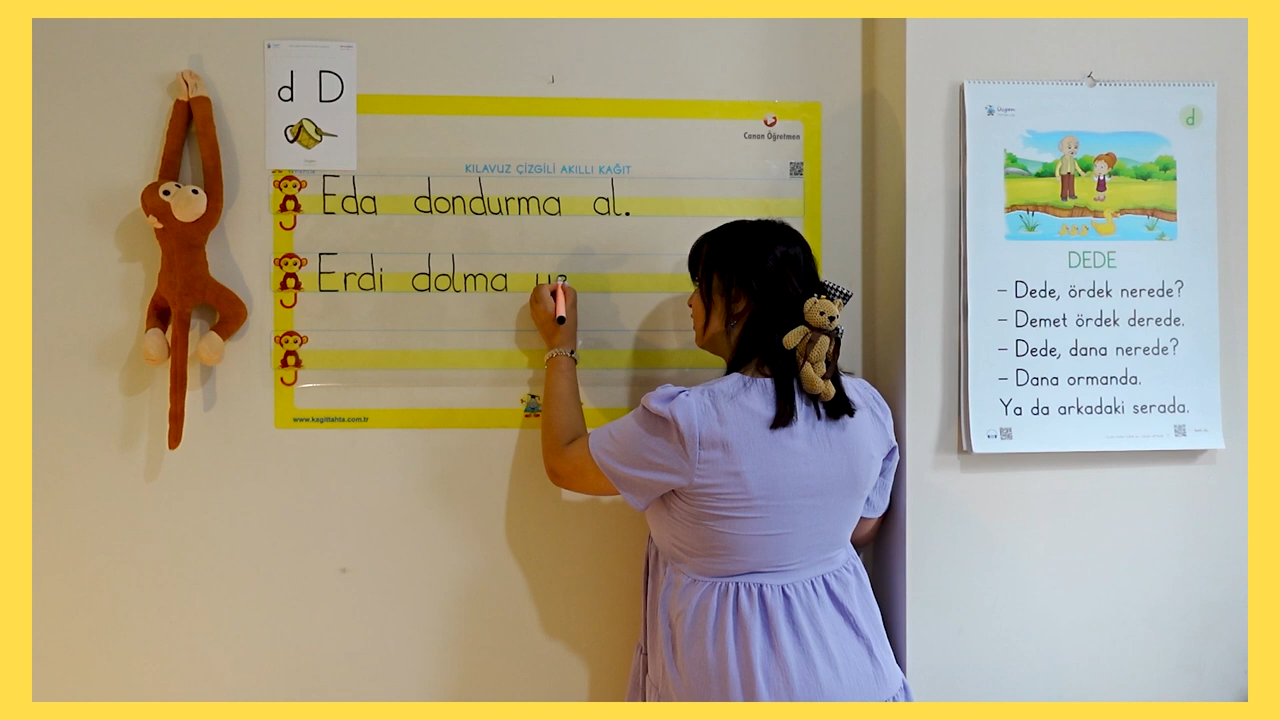 d D
Canan Öğretmen
KILAVUZ ÇİZGİLİ AKILLI KAĞIT
Eda dondurma al.
Erdi dolma
www.kagittahta.com.tr
Üçgen
d
DEDE
– Dede, ördek nerede?
– Demet ördek derede.
– Dede, dana nerede?
– Dana ormanda.
Ya da arkadaki serada.